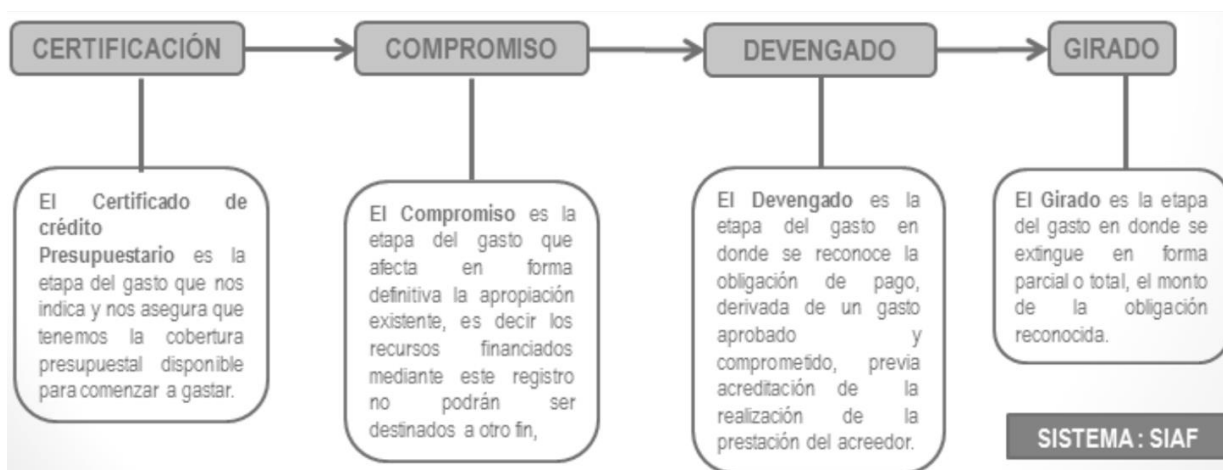 CERTIFICACIÓN
COMPROMISO
DEVENGADO
GIRADO
El Certificado de
crédito
Presupuestario es la
etapa del gasto que nos
indica y nos asegura que
tenemos la cobertura
presupuestal disponible
para comenzar a gastar.
El Compromiso es la
etapa del gasto que
afecta en forma
definitiva la apropiación
existente, es decir los
recursos financiados
mediante este registro
no podrán ser
destinados a otro fin,
El Devengado es la
etapa del gasto en
donde se reconoce la
obligación de pago,
derivada de un gasto
aprobado y
comprometido, previa
acreditación de la
realización de la
prestación del acreedor.
El Girado es la etapa
del gasto en donde se
extingue en forma
parcial o total, el monto
de la obligación
reconocida.
SISTEMA : SIAF